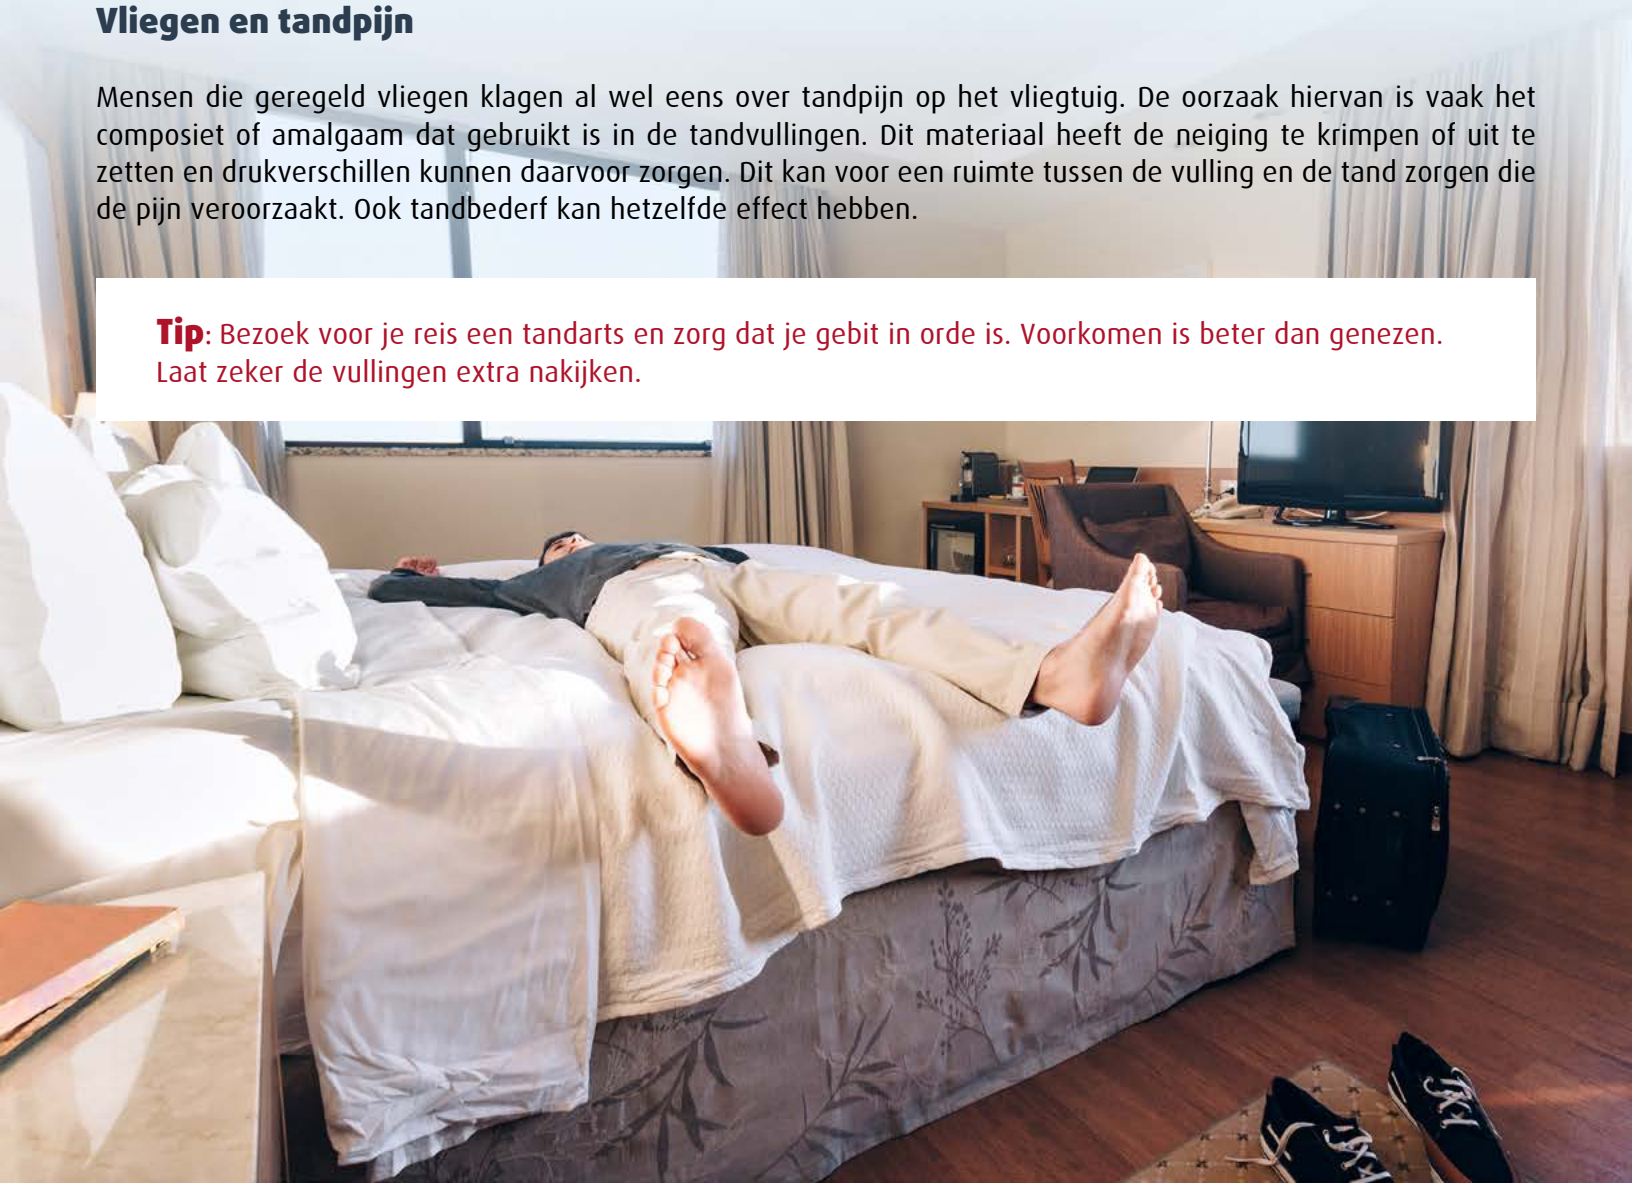 Vliegen en tandpijn
Mensen die geregeld vliegen klagen al wel eens over tandpijn op het vliegtuig. De oorzaak hiervan is vaak het
composiet of amalgaam dat gebruikt is in de tandvullingen. Dit materiaal heeft de neiging te krimpen of uit te
zetten en drukverschillen kunnen daarvoor zorgen. Dit kan voor een ruimte tussen de vulling en de tand zorgen die
de pijn veroorzaakt. Ook tandbederf kan hetzelfde effect hebben.
Tip: Bezoek voor je reis een tandarts en zorg dat je gebit in orde is. Voorkomen is beter dan genezen.
Laat zeker de vullingen extra nakijken.